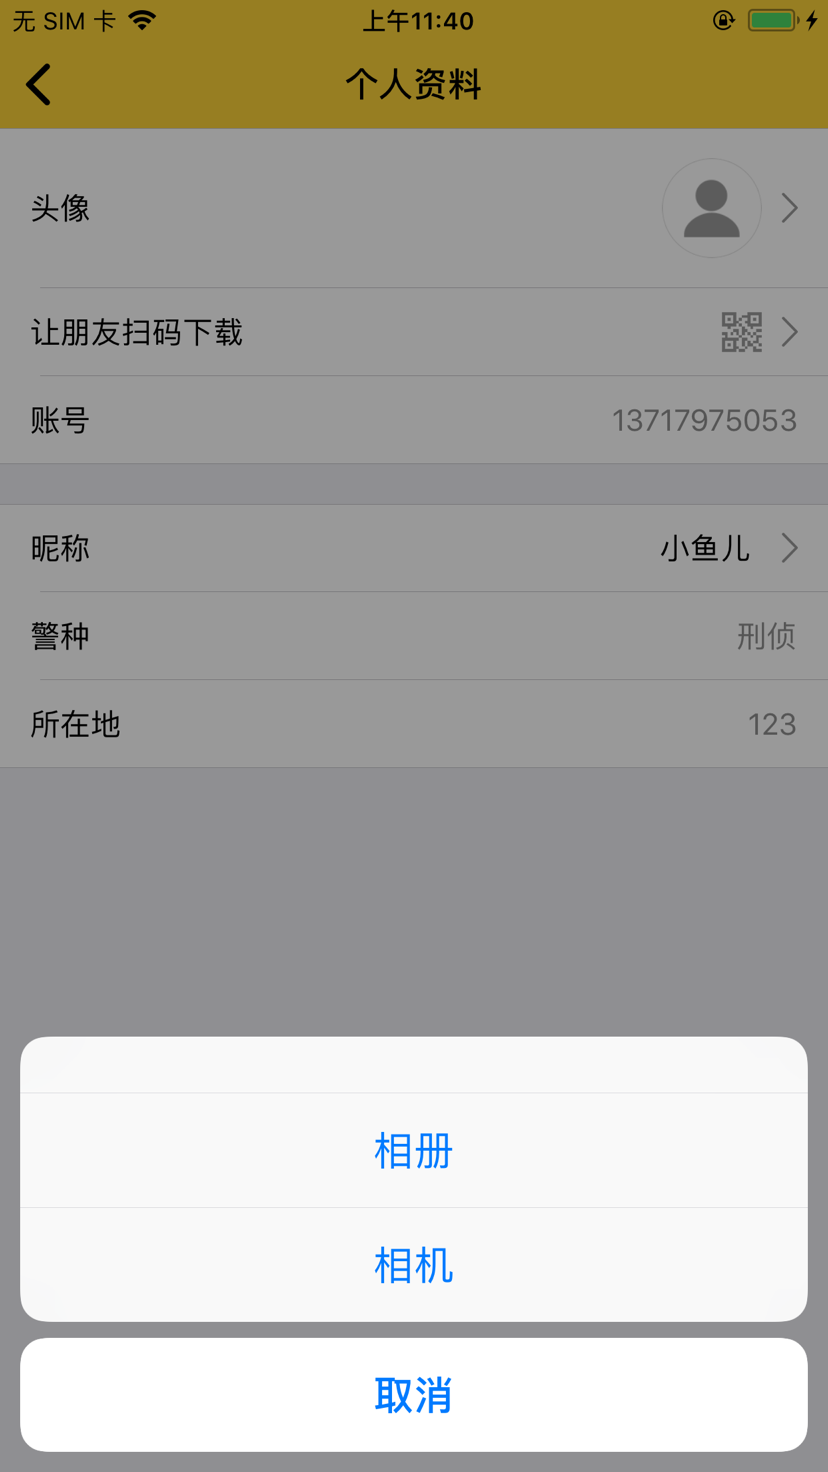 无 SIM 卡 上午11:40
个人资料
头像
让朋友扫码下载
账号 13717975053
昵称 小鱼儿
警种 刑侦
所在地 123
相册
相机
取消